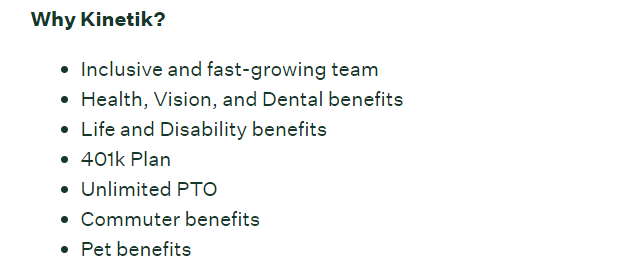 Why Kinetik?
• Inclusive and fast-growing team
• Health, Vision, and Dental benefits
• Life and Disability benefits
• 401k Plan
• Unlimited PTO
• Commuter benefits
• Pet benefits